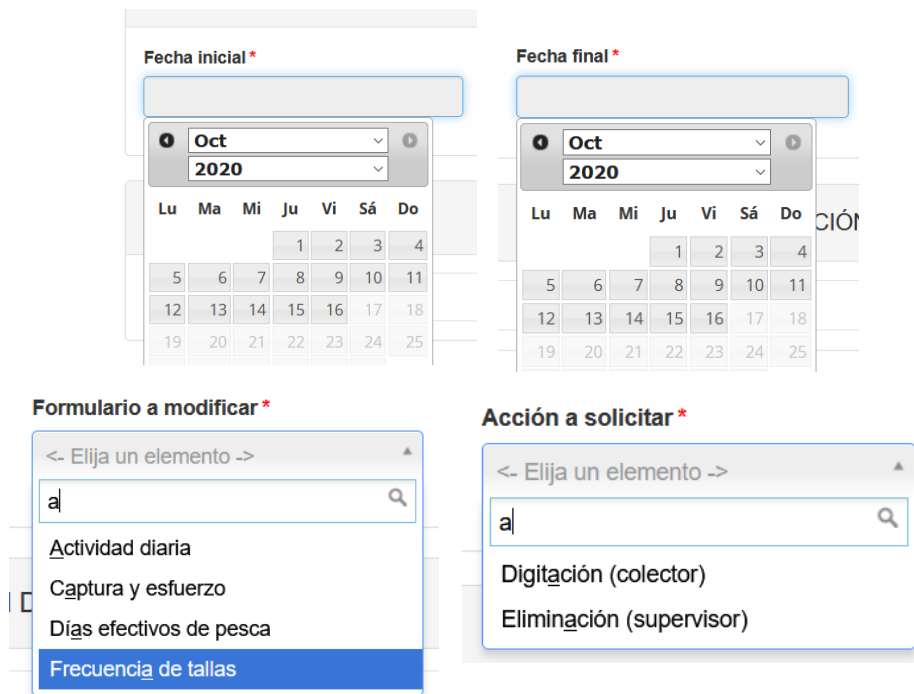 Fecha inicial *
Oct
2020
Lu Ma Mi Ju Vi Sá Do
1 2 3 4
5 6 7 8 9 10 11
12 13 14 15 16 17 18
19 20 21 22 23 24 25
Fecha final *
Oct
2020
Lu Ma Mi Ju Vi Sá Do
CIÓN
1 2 3 4
5 6 7 8 9 10 11
12 13 14 15 16 17 18
19 20 21 22 23 24 25
Formulario a modificar *
<- Elija un elemento ->
a
Actividad diaria
Captura y esfuerzo
Días efectivos de pesca
Frecuencia de tallas
Acción a solicitar *
<- Elija un elemento ->
a
Digitación (colector)
Eliminación (supervisor)